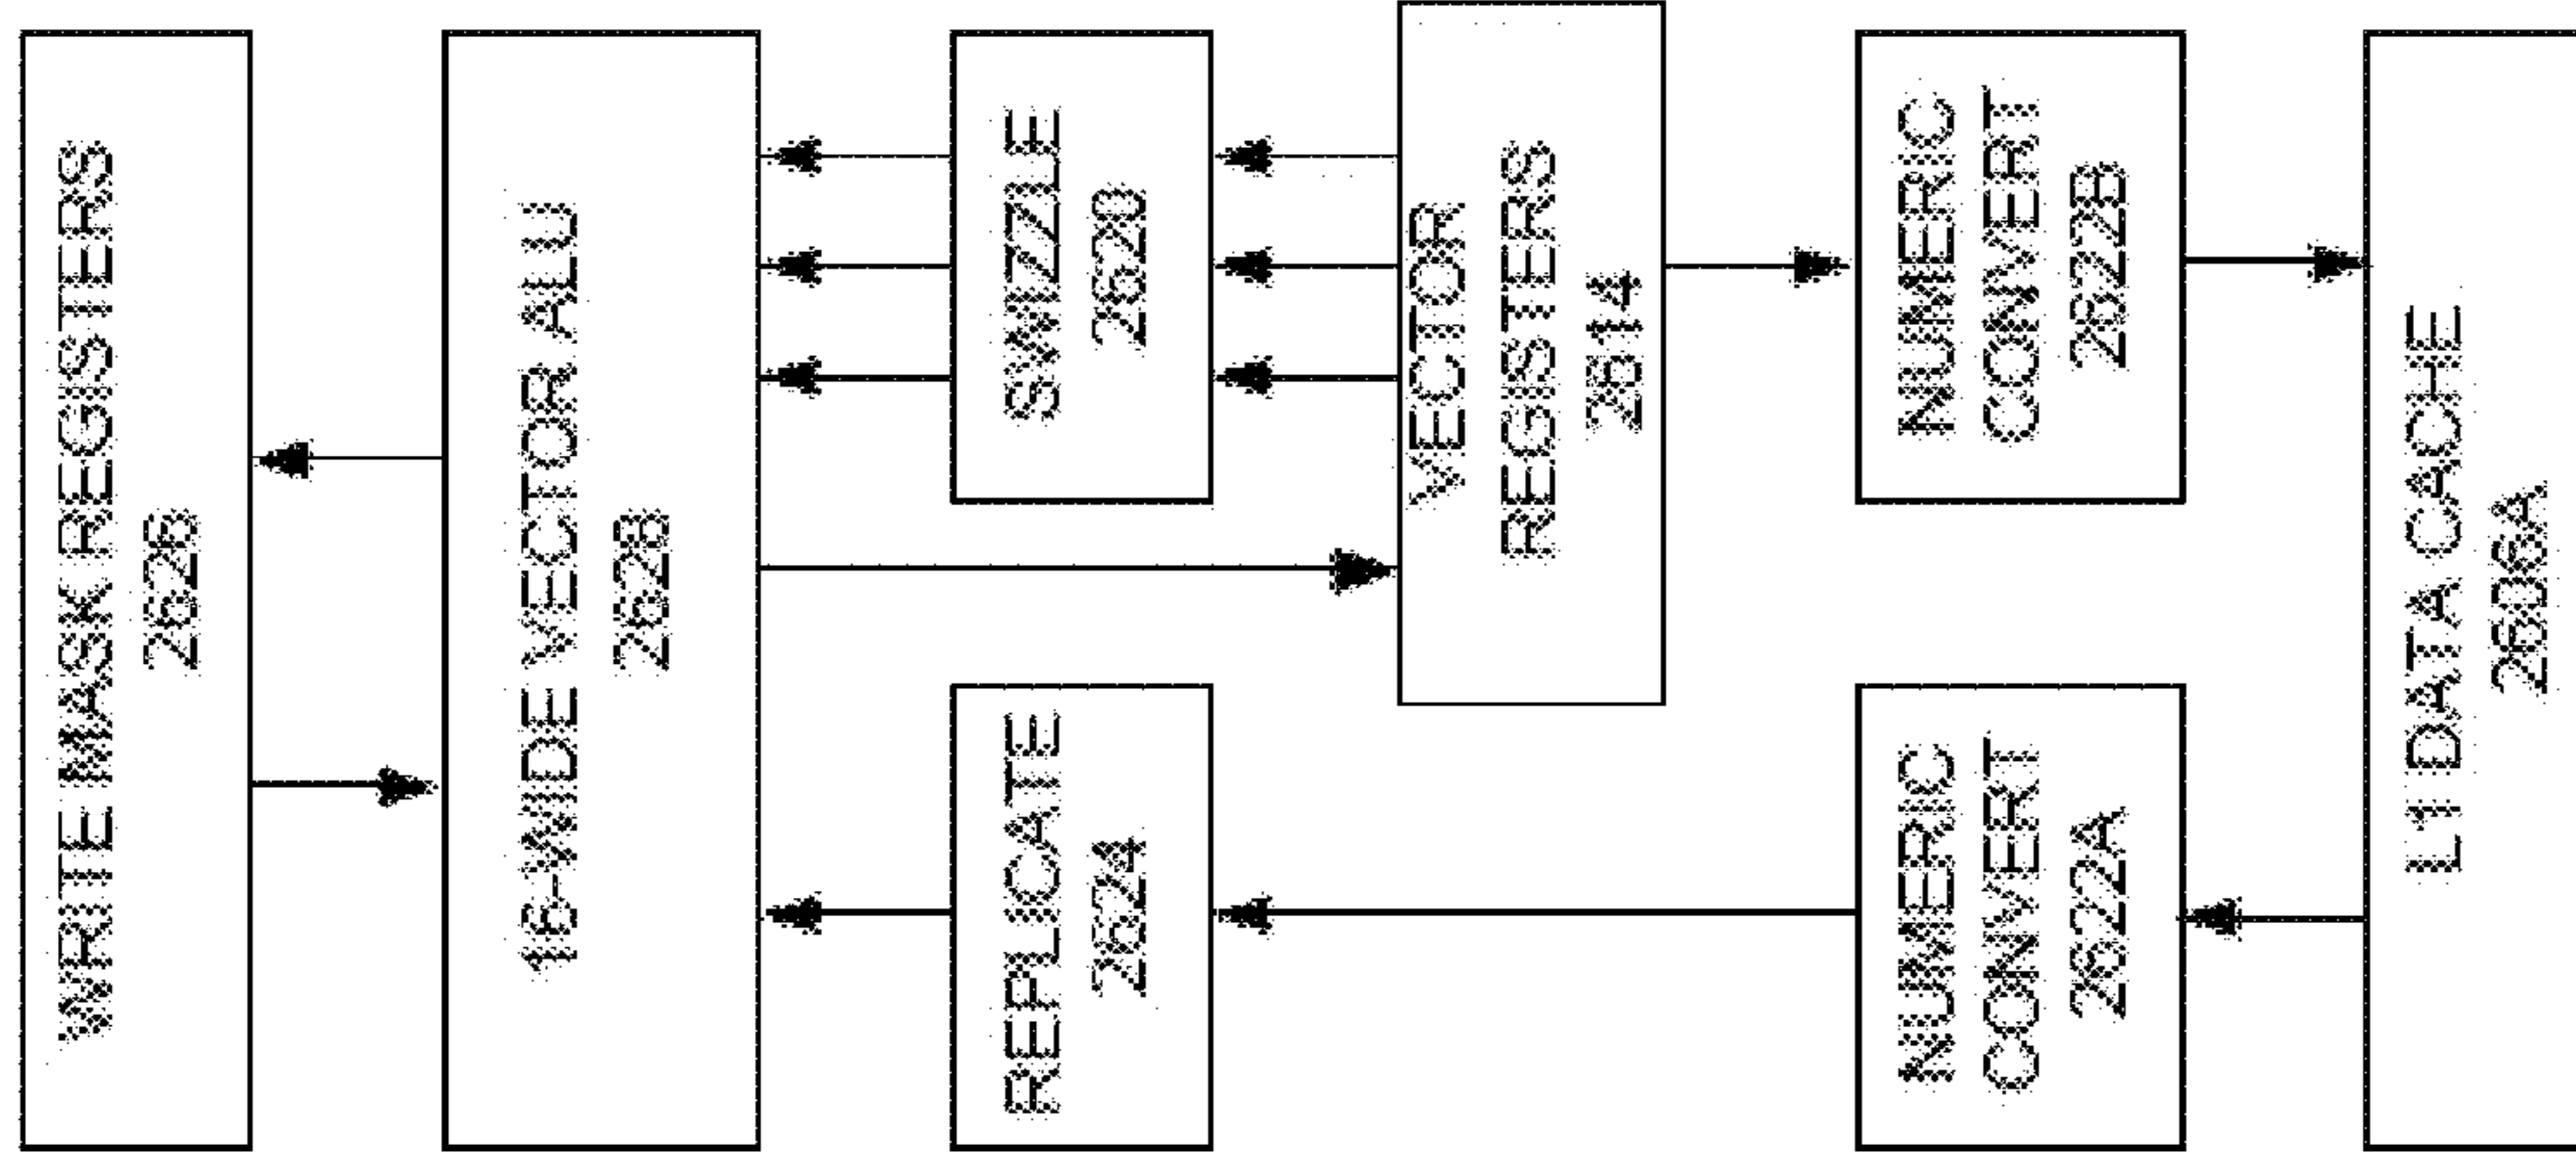 WRITE MASK REGISTERS
2626
16-WIDE VECTOR ALU
2628
SWIZZLE
2620
REPLICATE
2624
VECTOR
REGISTERS
2614
NUMERIC
CONVERT
2622B
NUMERIC
CONVERT
2622A
L1 DATA CACHE
2606A